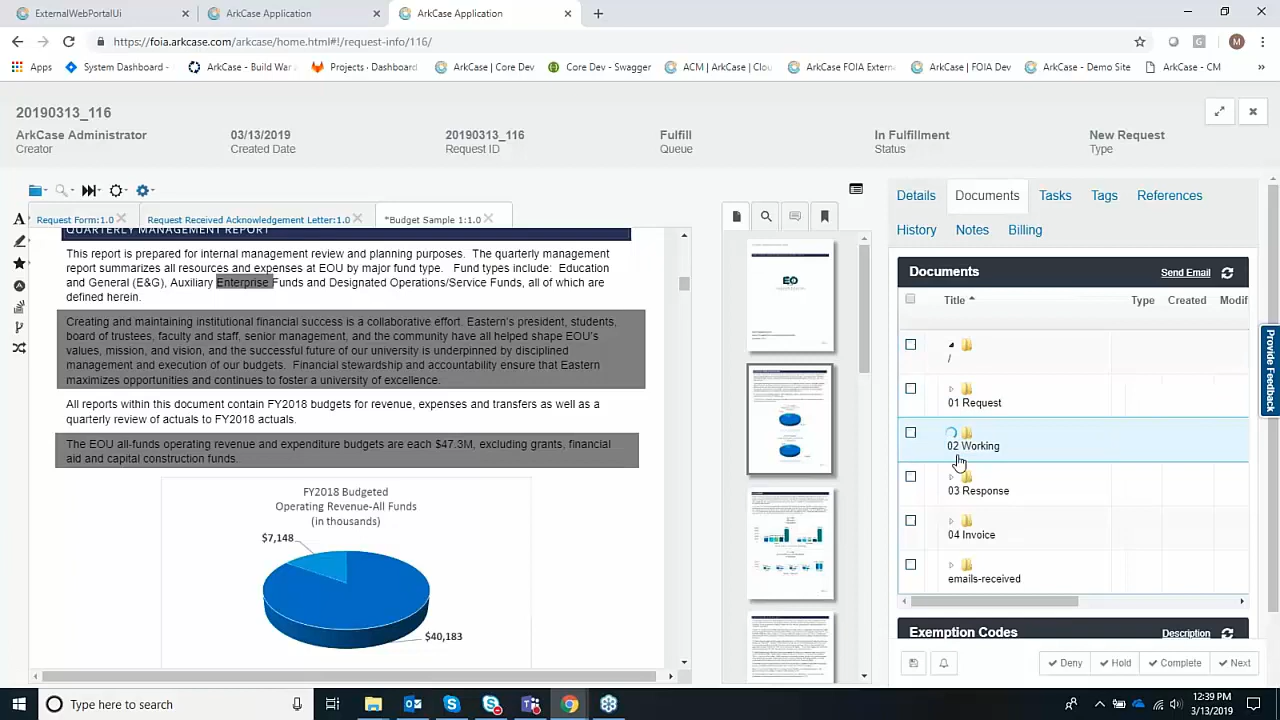 ExternalWebPortalUi
ArkCase Application
ArkCase Application
https://foia.arkcase.com/arkcase/home.html#!/request-info/116/
M
Apps
System Dashboard -
ArkCase - Build War
Projects · Dashboard
ArkCase | Core Dev
Core Dev - Swagger
ACM | ArkCase | Clou
ArkCase FOIA Extern
ArkCase | FOIA Dev
ArkCase - Demo Site
ArkCase - CM
»
20190313_116
ArkCase Administrator
03/13/2019
20190313_116
Fulfill
In Fulfillment
New Request
Creator
Created Date
Request ID
Queue
Status
Type
Request Form:1.0
Request Received Acknowledgement Letter:1.0
*Budget Sample 1:1.0
QUARTERLY MANAGEMENT REPORT
This report is prepared for internal management review and planning purposes. The quarterly management
report summarizes all resources and expenses at EOU by major fund type. Fund types include: Education
and General (E&G), Auxiliary Enterprise Funds and Designated Operations/Service Funds, all of which are
defined herein.
Creating and maintaining institutional financial success is a collaborative effort. Eastern's president, students,
board of trustees, faculty and staff, senior management and the community have all helped shape EOU's
values, mission, and vision, and the successful future of our university is underpinned by disciplined
management and execution of our budgets. Financial stewardship and accountability ensure that Eastern
maximizes opportunities and continues to foster a university of excellence.
The reports within this document contain FY2018 budgets for revenue, expenses and transfers as well as a
quarterly review of actuals to FY2018 actuals.
The EOU all-funds operating revenue and expenditure budgets are each $47.3M, excluding grants, financial
aid and capital construction funds.
FY2018 Budgeted
Operating Revenue-All Funds
(in thousands)
$7,148
$40,183
EO
Details
Documents
Tasks
Tags
References
History
Notes
Billing
Documents
Send Email
Title
Type
Created
Modif
/
01 Request
02 Working
03 Response
04 Invoice
emails-received
Exemption Codes
Deny
Hold
Complete
Next
Provide Feedback
Type here to search
12:39 PM
3/13/2019